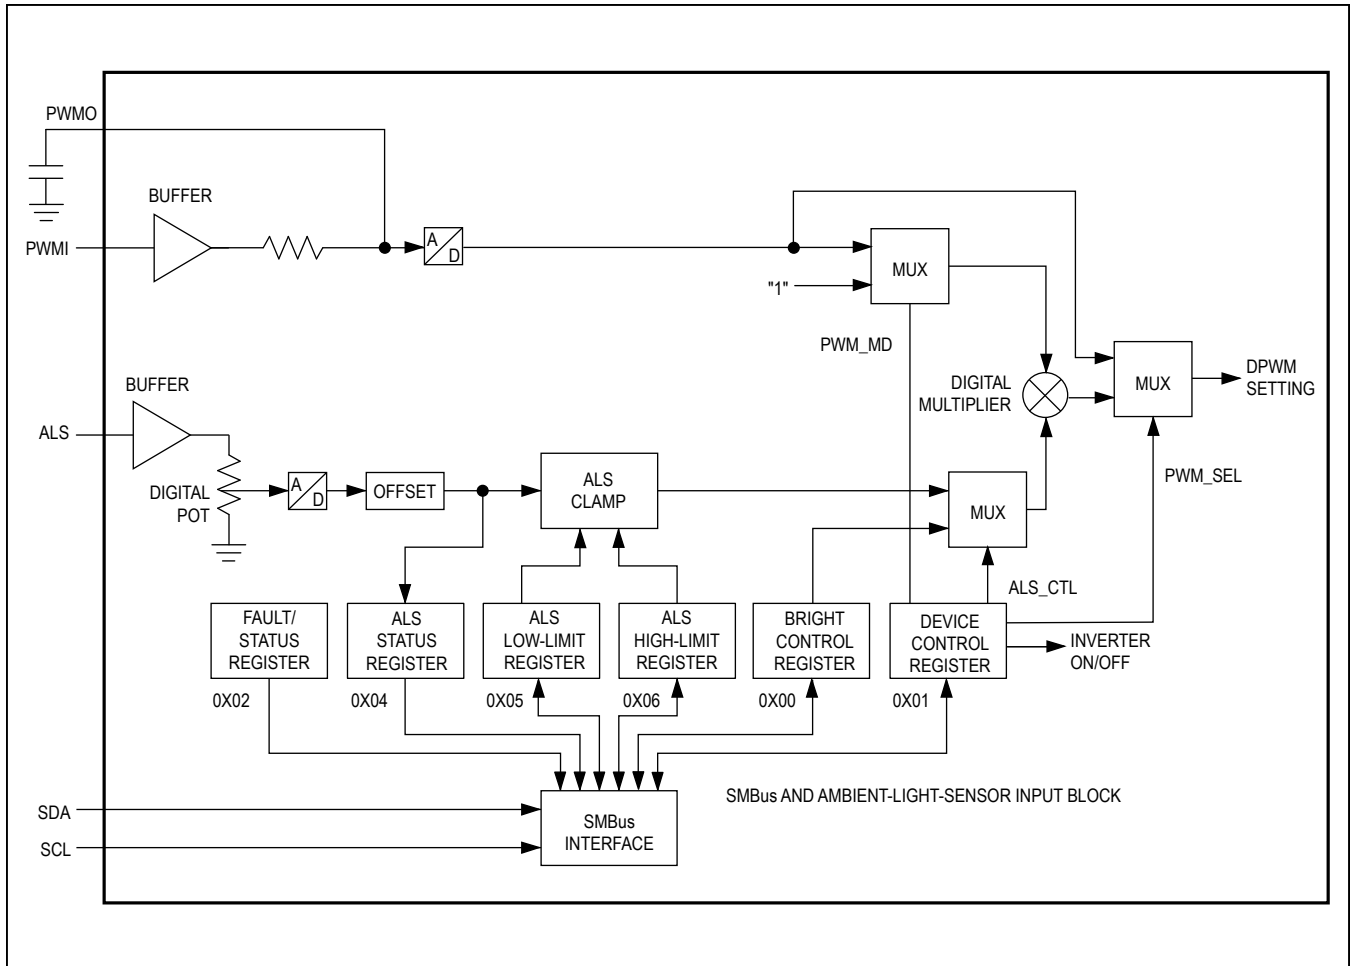 PWMO
BUFFER
PWMI
A
D
MUX
"1"
PWM_MD
DIGITAL
MULTIPLIER
MUX
DPWM
SETTING
BUFFER
ALS
DIGITAL
POT
A
D
OFFSET
ALS
CLAMP
MUX
PWM_SEL
ALS_CTL
FAULT/
STATUS
REGISTER
ALS
STATUS
REGISTER
ALS
LOW-LIMIT
REGISTER
ALS
HIGH-LIMIT
REGISTER
BRIGHT
CONTROL
REGISTER
DEVICE
CONTROL
REGISTER
INVERTER
ON/OFF
0X02
0X04
0X05
0X06
0X00
0X01
SMBus AND AMBIENT-LIGHT-SENSOR INPUT BLOCK
SDA
SCL
SMBus
INTERFACE